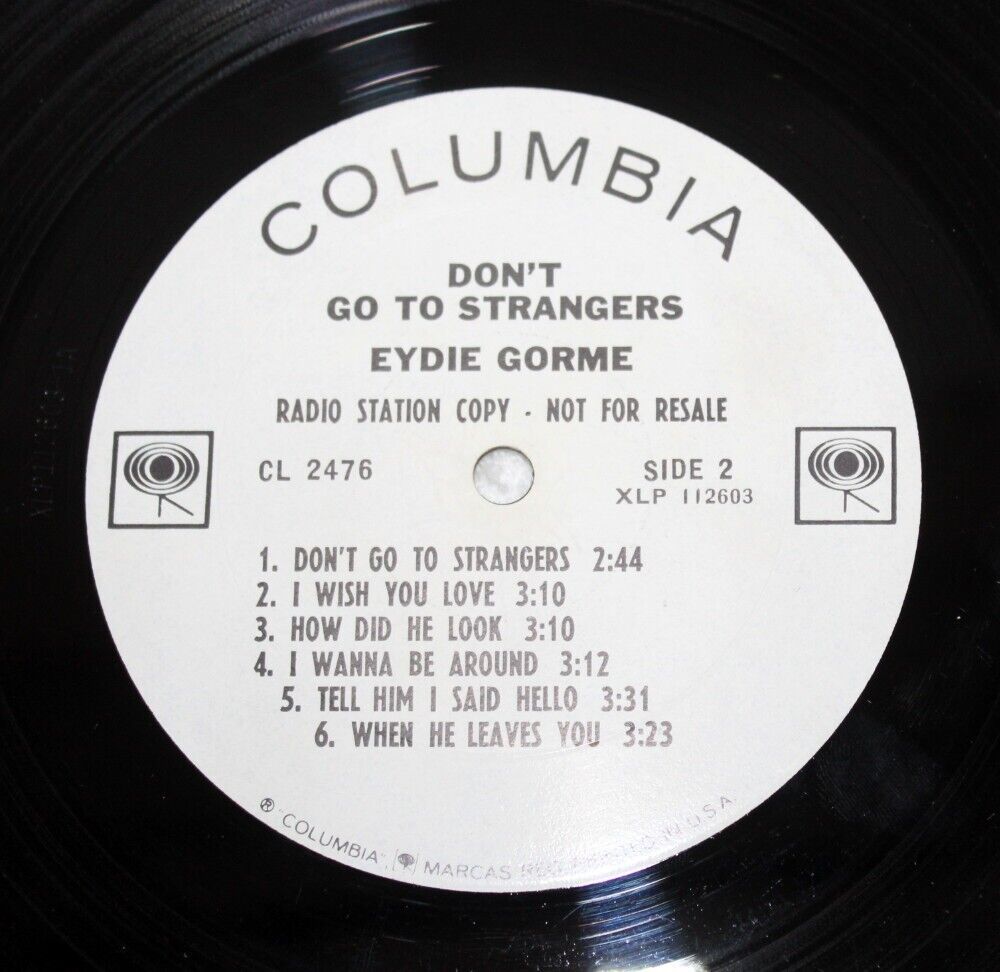 COLUMBIA
DON'T
GO TO STRANGERS
EYDIE GORME
RADIO STATION COPY - NOT FOR RESALE
CL 2476
SIDE 2
XLP 112603
1. DON'T GO TO STRANGERS 2:44
2. I WISH YOU LOVE 3:10
3. HOW DID HE LOOK 3:10
4. I WANNA BE AROUND 3:12
5. TELL HIM I SAID HELLO 3:31
6. WHEN HE LEAVES YOU 3:23
® "COLUMBIA", MARCAS REG. PRINTED IN U.S.A.